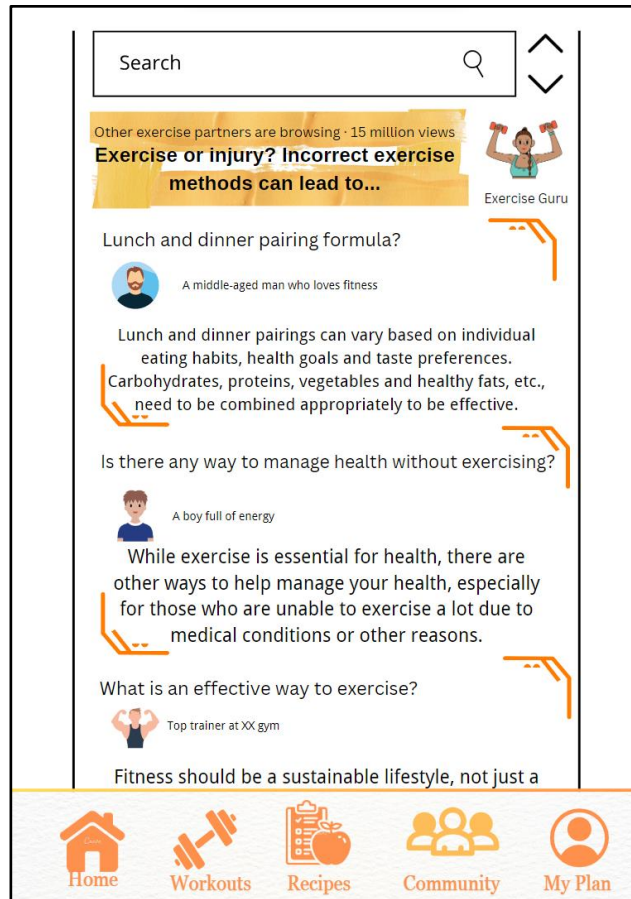 Search
Other exercise partners are browsing · 15 million views
Exercise or injury? Incorrect exercise
methods can lead to...
Exercise Guru
Lunch and dinner pairing formula?
A middle-aged man who loves fitness
Lunch and dinner pairings can vary based on individual
eating habits, health goals and taste preferences.
Carbohydrates, proteins, vegetables and healthy fats, etc.,
need to be combined appropriately to be effective.
Is there any way to manage health without exercising?
A boy full of energy
While exercise is essential for health, there are
other ways to help manage your health, especially
for those who are unable to exercise a lot due to
medical conditions or other reasons.
What is an effective way to exercise?
Top trainer at XX gym
Fitness should be a sustainable lifestyle, not just a
Home
Workouts
Recipes
Community
My Plan